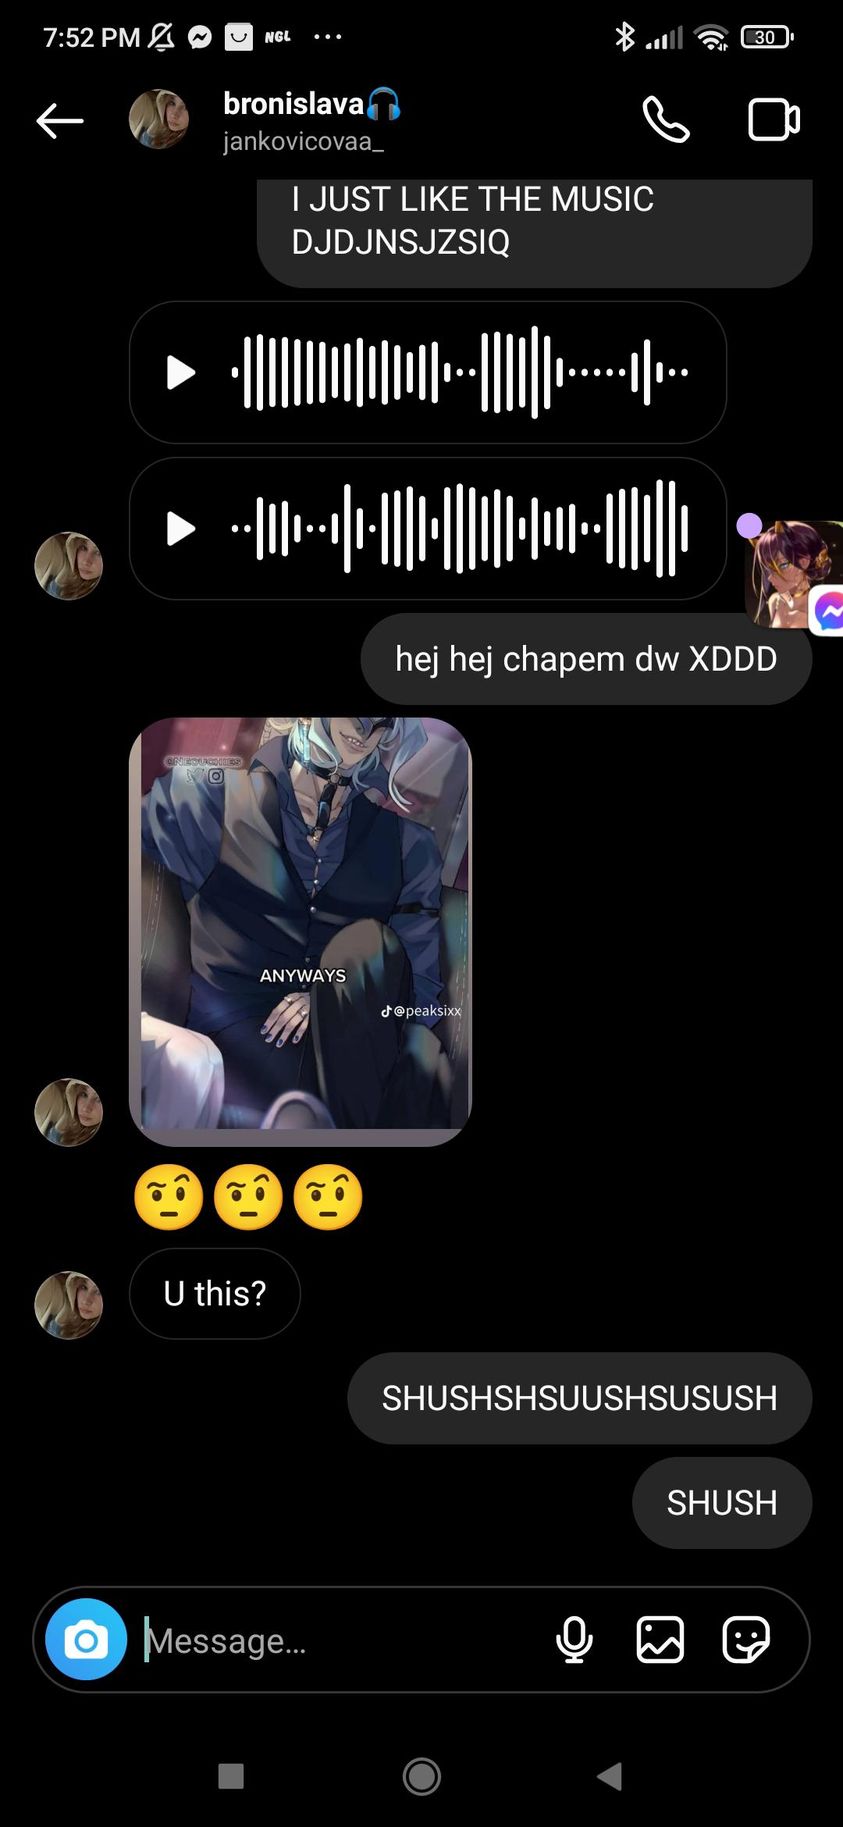 7:52 PM NGL ...
30
bronislava🎧
jankovicovaa_
I JUST LIKE THE MUSIC
DJDJNSJZSIQ
hej hej chapem dw XDDD
@NEOUCHIES
ANYWAYS
@peaksixx
🤨🤨🤨
U this?
SHUSHSHSUUSHSUSUSH
SHUSH
Message...